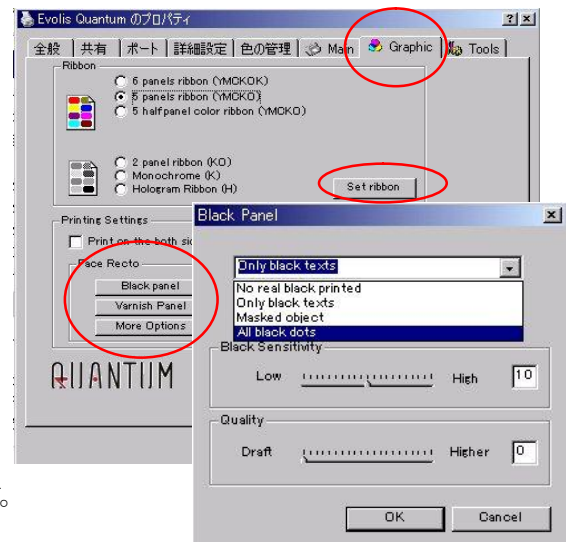 Evolis Quantum のプロパティ
全般 共有 ポート 詳細設定 色の管理 Main Graphic Tools
Ribbon
6 panels ribbon (YMCKOK)
5 panels ribbon (YMCKO)
5 halfpanel color ribbon (YMCKO)
2 panel ribbon (KO)
Monochrome (K)
Hologram Ribbon (H)
Set ribbon
Printing Settings
Print on the both
Face Recto
Black panel
Varnish Panel
More Options
QUANTUM
Black Panel
Only black texts
No real black printed
Only black texts
Masked object
All black dots
Black Sensitivity
Low High 10
Quality
Draft Higher 0
OK Cancel
。